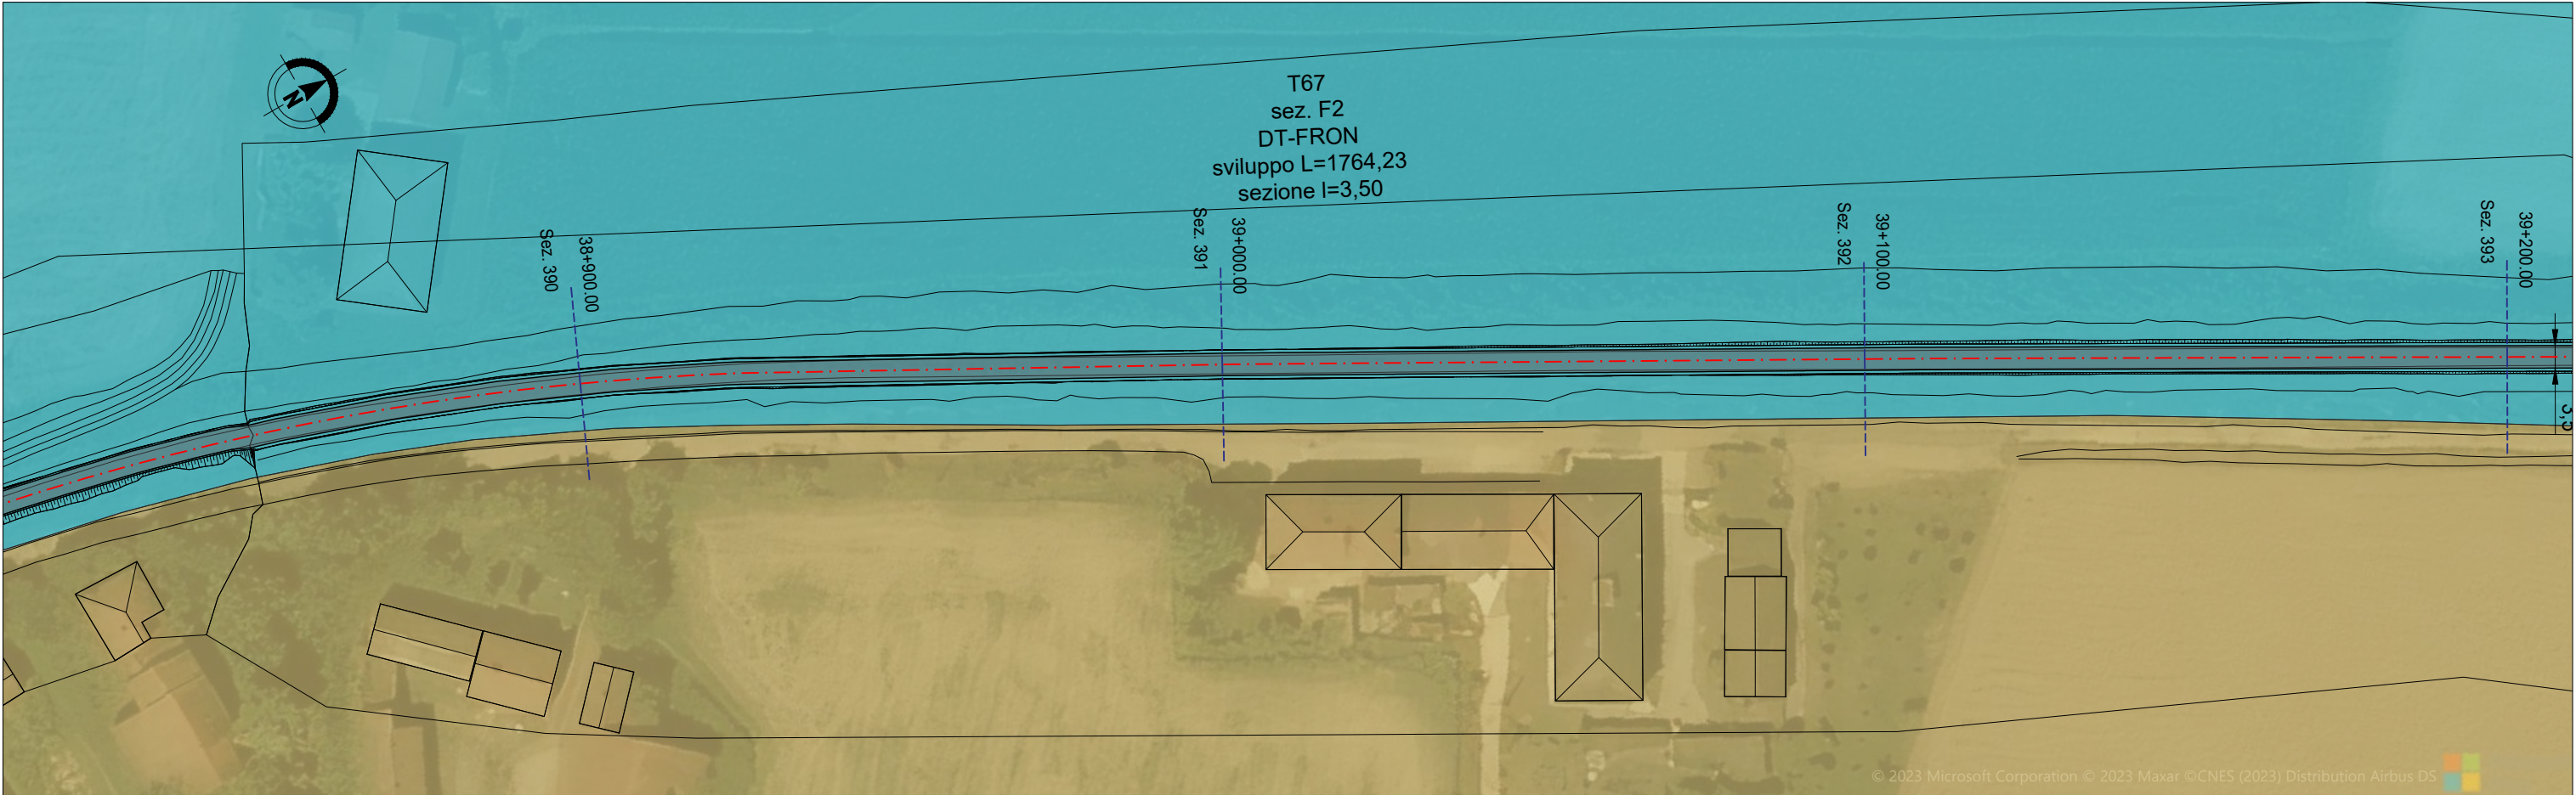 N
T67
sez. F2
DT-FRON
sviluppo L=1764,23
sezione l=3,50
Sez. 390
38+900.00
Sez. 391
39+000.00
Sez. 392
39+100.00
Sez. 393
39+200.00
© 2023 Microsoft Corporation © 2023 Maxar ©CNES (2023) Distribution Airbus DS